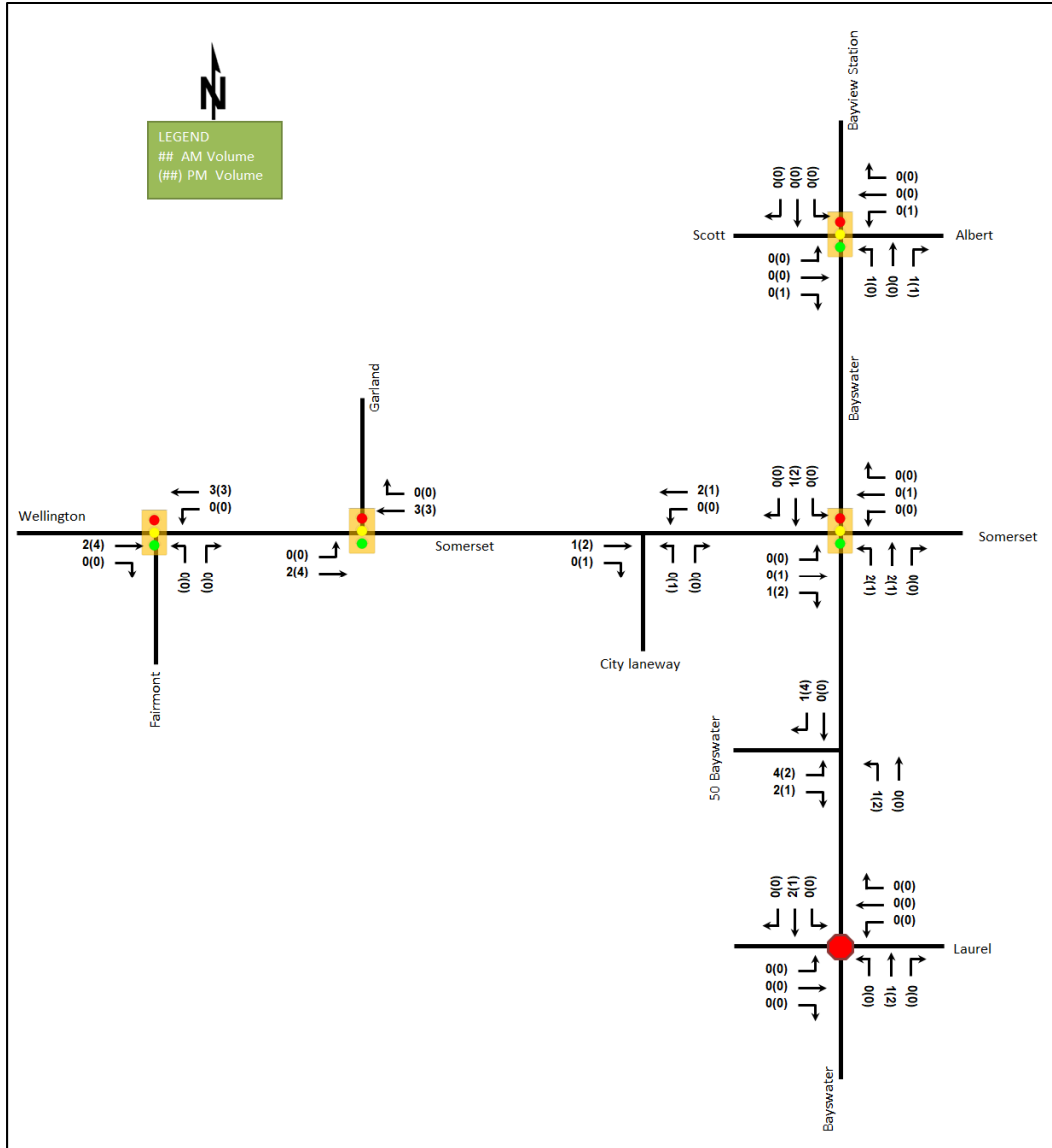 N
LEGEND
## AM Volume
(##) PM Volume
Bayview Station
0(0) 0(0) 0(0)
0(0)
0(0)
0(1)
Scott
Albert
0(0)
0(0)
0(1)
1(0) 0(0) 1(1)
Bayswater
Garland
3(3)
0(0)
0(0)
3(3)
2(1)
0(0)
0(0) 1(2) 0(0)
0(0)
0(1)
0(0)
Wellington
Somerset
Somerset
2(4)
0(0)
0(0) 0(0)
0(0)
2(4)
1(2)
0(1)
0(1) 0(0)
0(0)
0(1)
1(2)
2(1) 2(1) 0(0)
Fairmont
City laneway
1(4) 0(0)
50 Bayswater
4(2)
2(1)
1(2) 0(0)
0(0) 2(1) 0(0)
0(0)
0(0)
0(0)
Laurel
0(0)
0(0)
0(0)
0(0) 1(2) 0(0)
Bayswater